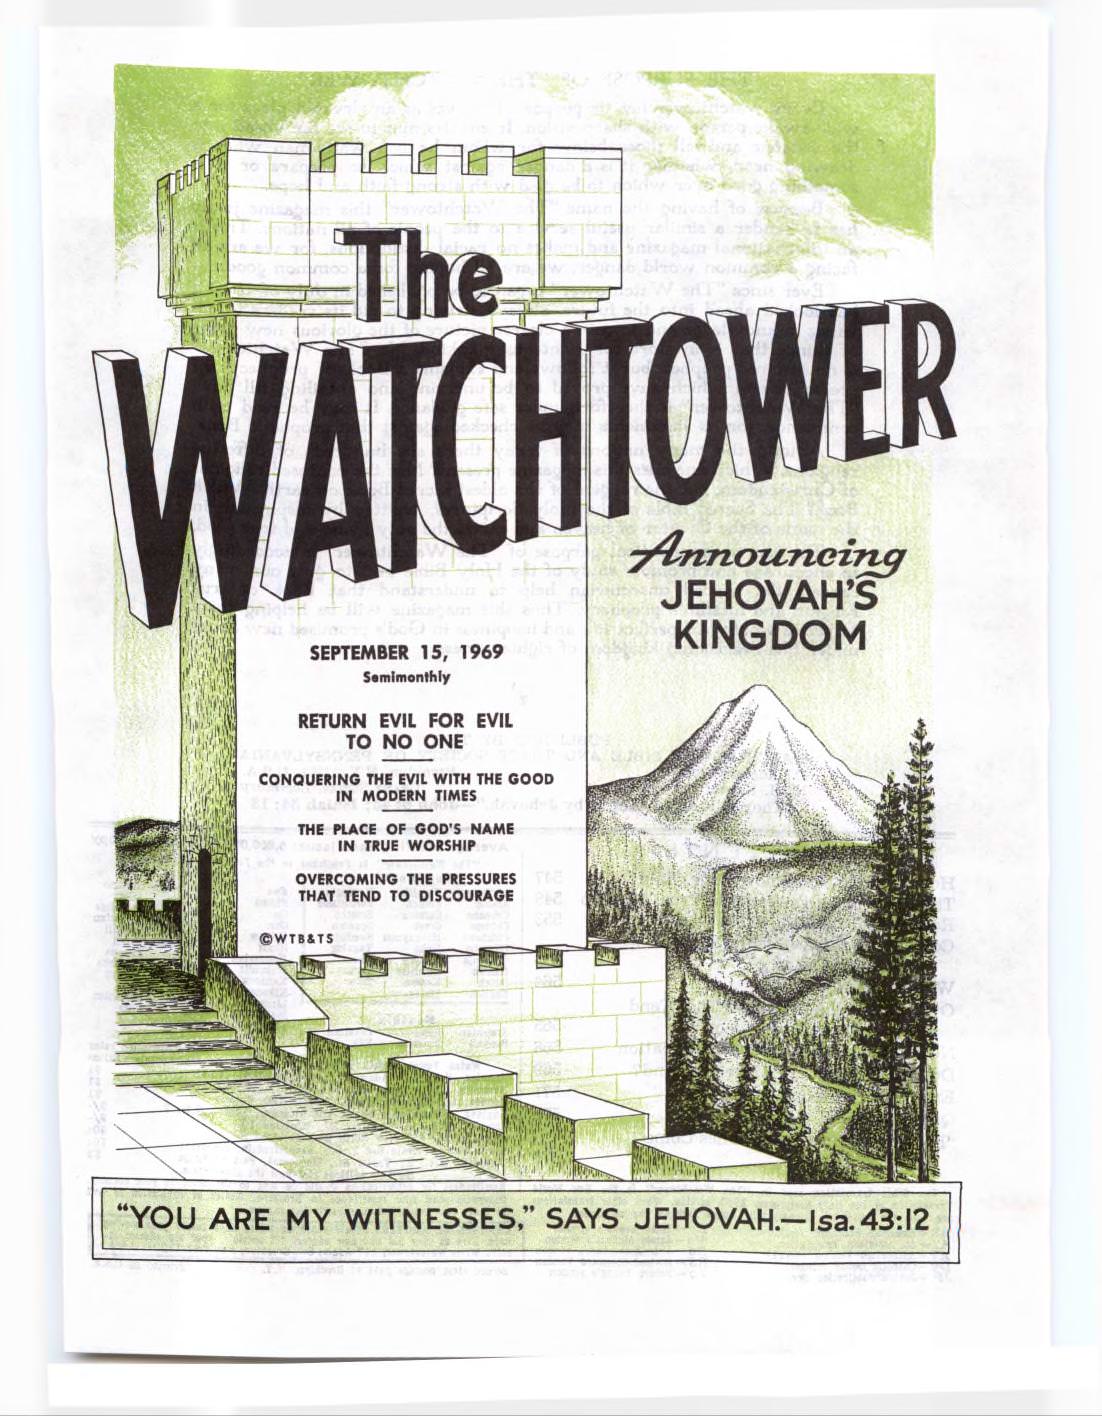 The
WATCHTOWER
Announcing
JEHOVAH'S
KINGDOM
SEPTEMBER 15, 1969
Semimonthly
RETURN EVIL FOR EVIL
TO NO ONE
CONQUERING THE EVIL WITH THE GOOD
IN MODERN TIMES
THE PLACE OF GOD'S NAME
IN TRUE WORSHIP
OVERCOMING THE PRESSURES
THAT TEND TO DISCOURAGE
©WTB&TS
"YOU ARE MY WITNESSES," SAYS JEHOVAH.—Isa. 43:12